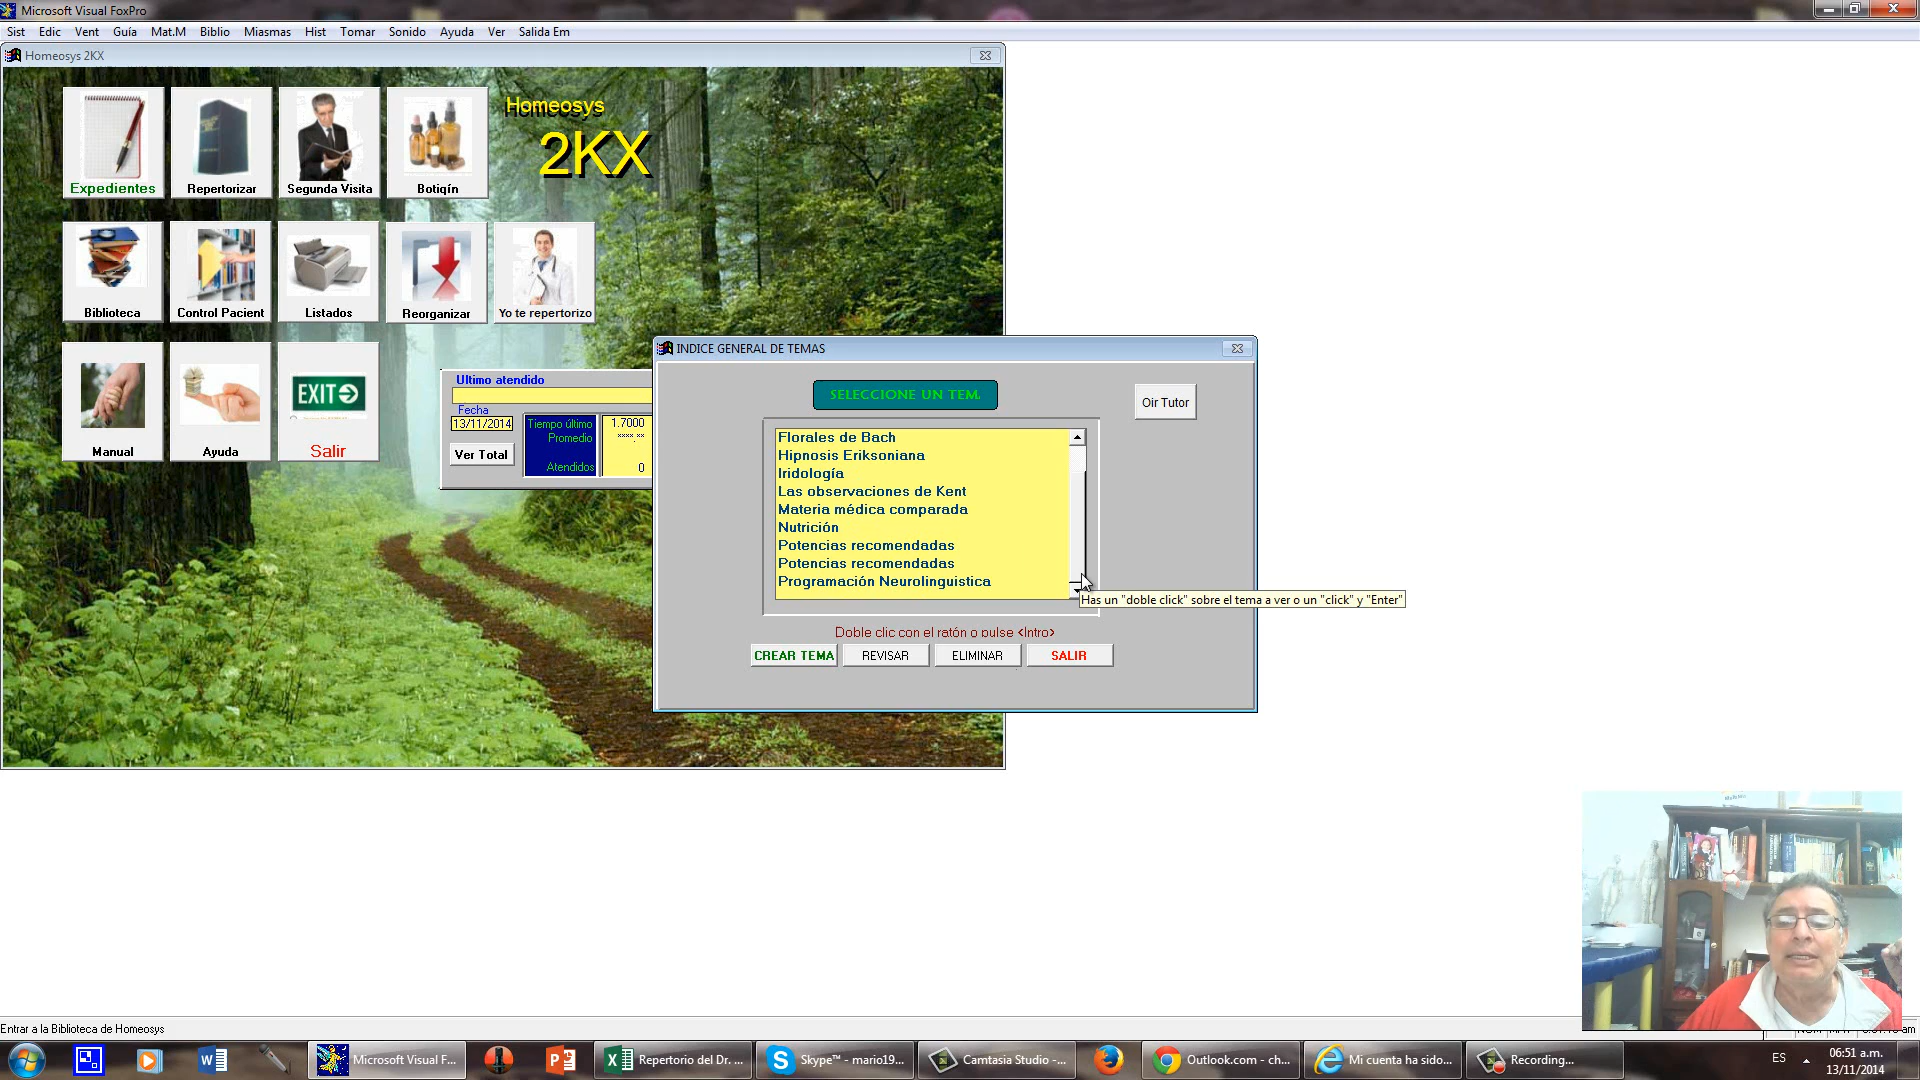 Microsoft Visual FoxPro
Sist Edic Vent Guía Mat.M Biblio Miasmas Hist Tomar Sonido Ayuda Ver Salida Em
Homeosys 2KX
Homeosys
2KX
Expedientes
Repertorizar
Segunda Visita
Botiqín
Biblioteca
Control Pacient
Listados
Reorganizar
Yo te repertorizo
Manual
Ayuda
EXIT
Salir
Ultimo atendido
Fecha
13/11/2014
Ver Total
Tiempo último
Promedio
Atendidos
1.7000
****.**
0
INDICE GENERAL DE TEMAS
SELECCIONE UN TEM.
Oir Tutor
Florales de Bach
Hipnosis Eriksoniana
Iridología
Las observaciones de Kent
Materia médica comparada
Nutrición
Potencias recomendadas
Potencias recomendadas
Programación Neurolinguistica
Has un "doble click" sobre el tema a ver o un "click" y "Enter"
Doble clic con el ratón o pulse <Intro>
CREAR TEMA
REVISAR
ELIMINAR
SALIR
Entrar a la Biblioteca de Homeosys
Microsoft Visual F...
Repertorio del Dr. ...
Skype™ - mario19...
Camtasia Studio -...
Outlook.com - ch...
Mi cuenta ha sido...
Recording...
ES
06:51 a.m.
13/11/2014